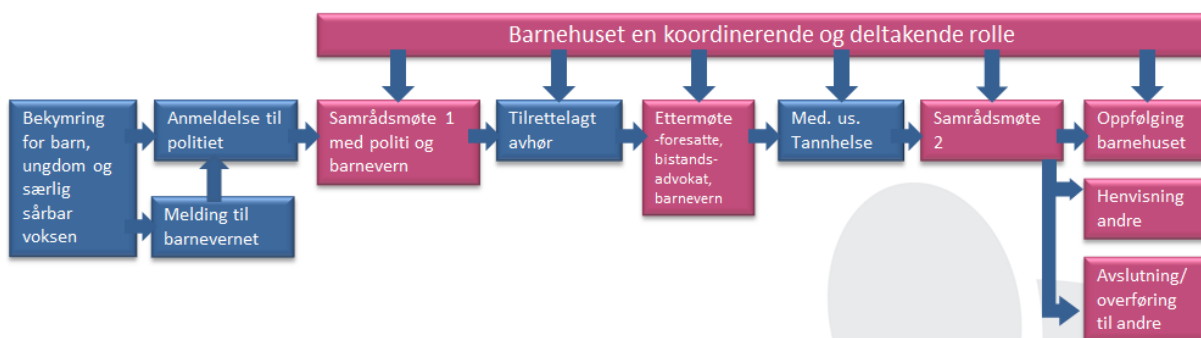 Barnehuset en koordinerende og deltakende rolle
Bekymring
for barn,
ungdom og
særlig
sårbar
voksen
Anmeldelse til
politiet
Melding til
barnevernet
Samrådsmøte 1
med politi og
barnevern
Tilrettelagt
avhør
Ettermøte
-foresatte,
bistands-
advokat,
barnevern
Med. us.
Tannhelse
Samrådsmøte
2
Oppfølging
barnehuset
Henvisning
andre
Avslutning/
overføring
til andre